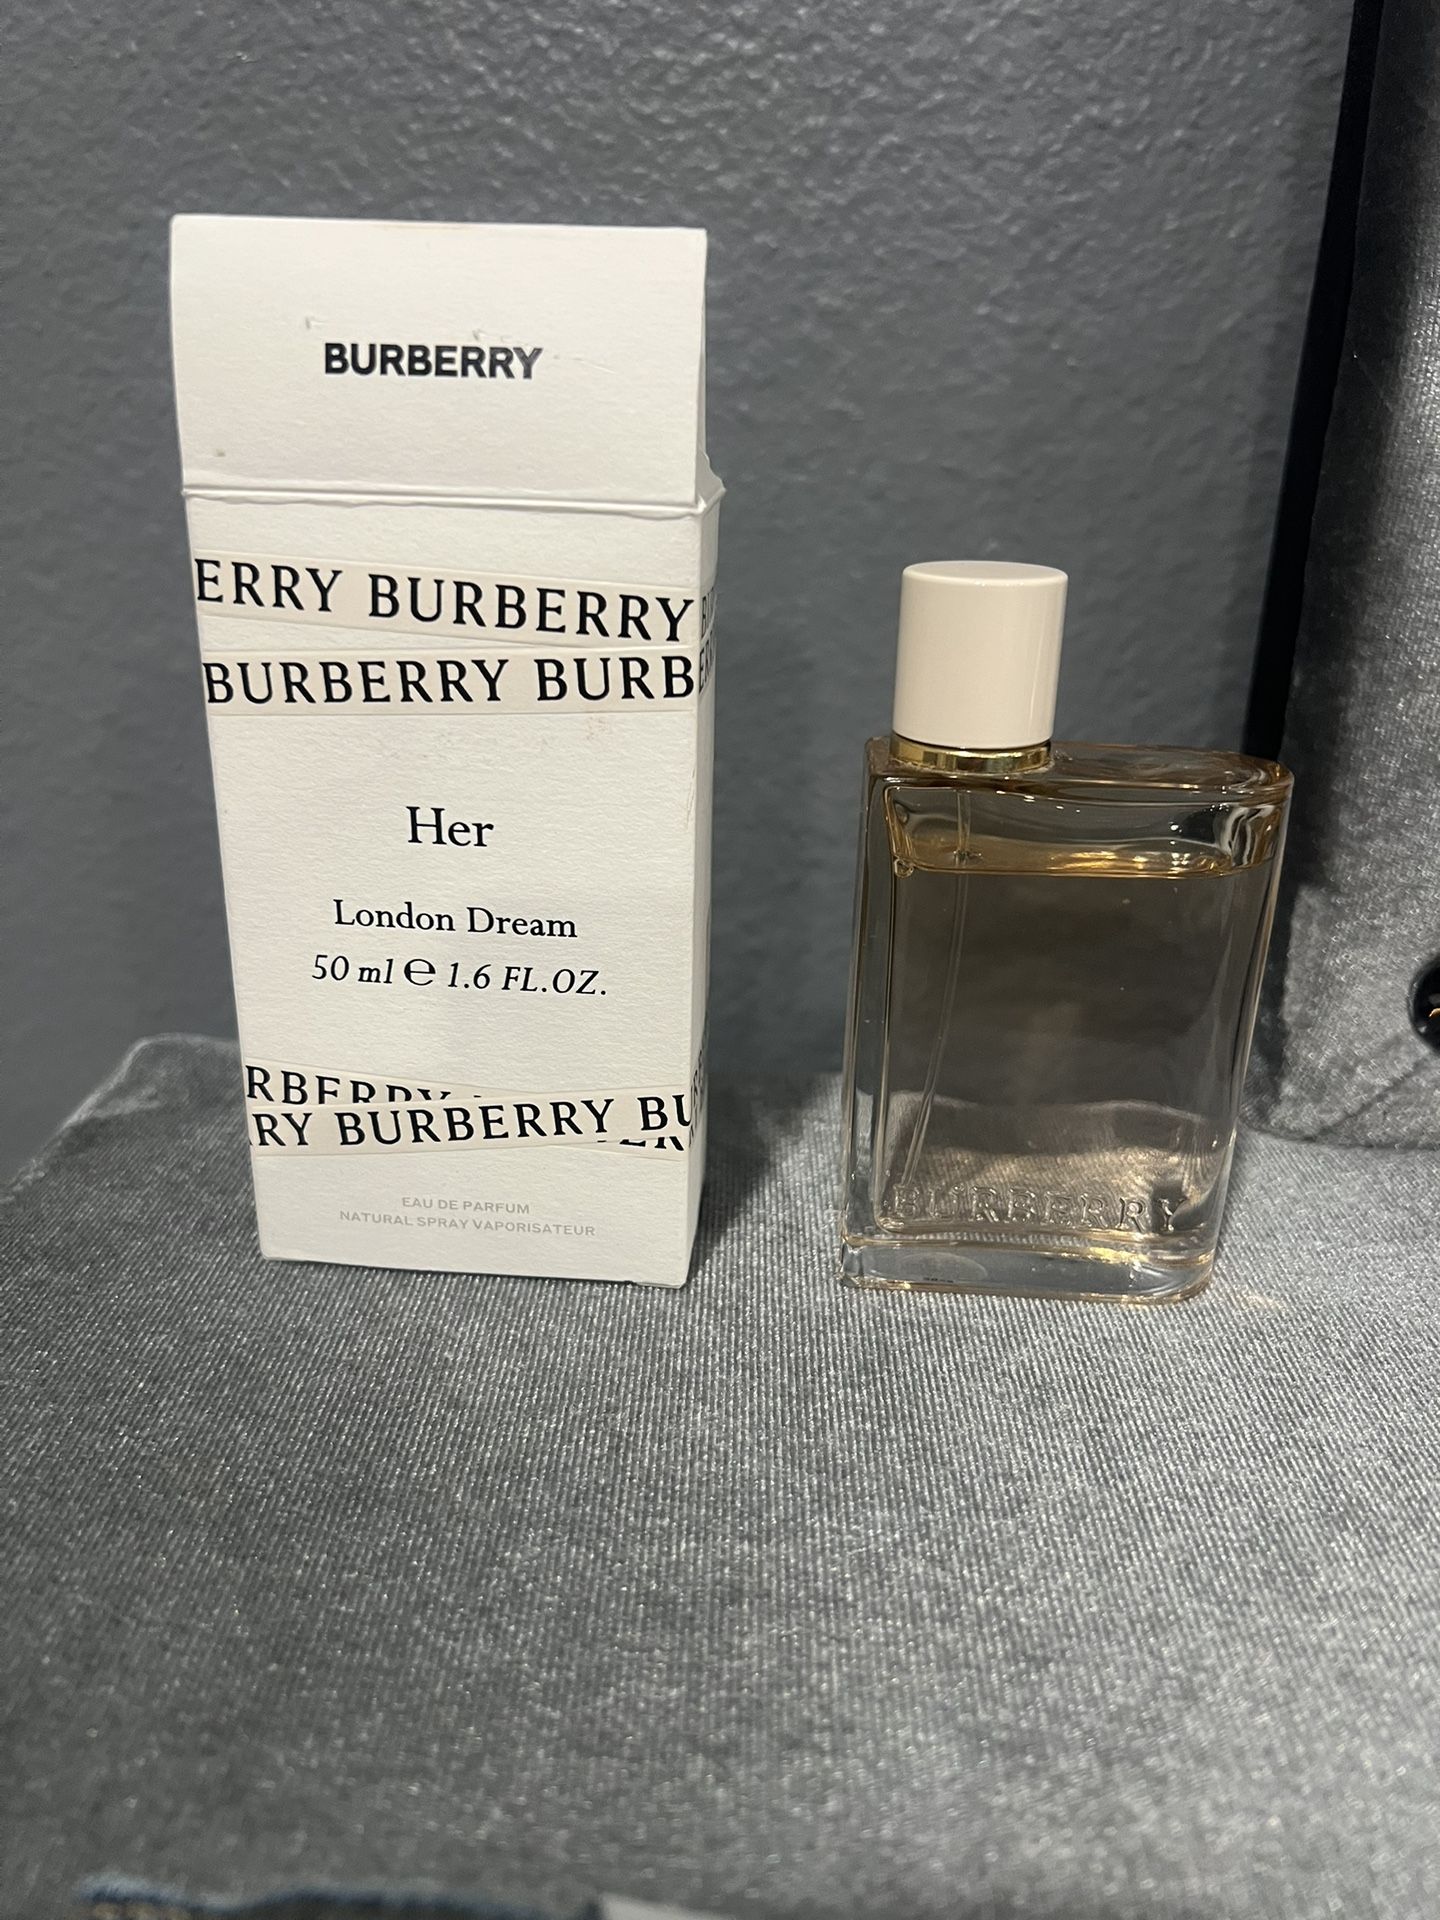 BURBERRY
ERRY BURBERRY
BURBERRY BURB
Her
London Dream
50 ml ℮ 1.6 FL.OZ.
RBERRY
RY BURBERRY BU
EAU DE PARFUM
NATURAL SPRAY VAPORISATEUR
BURBERRY